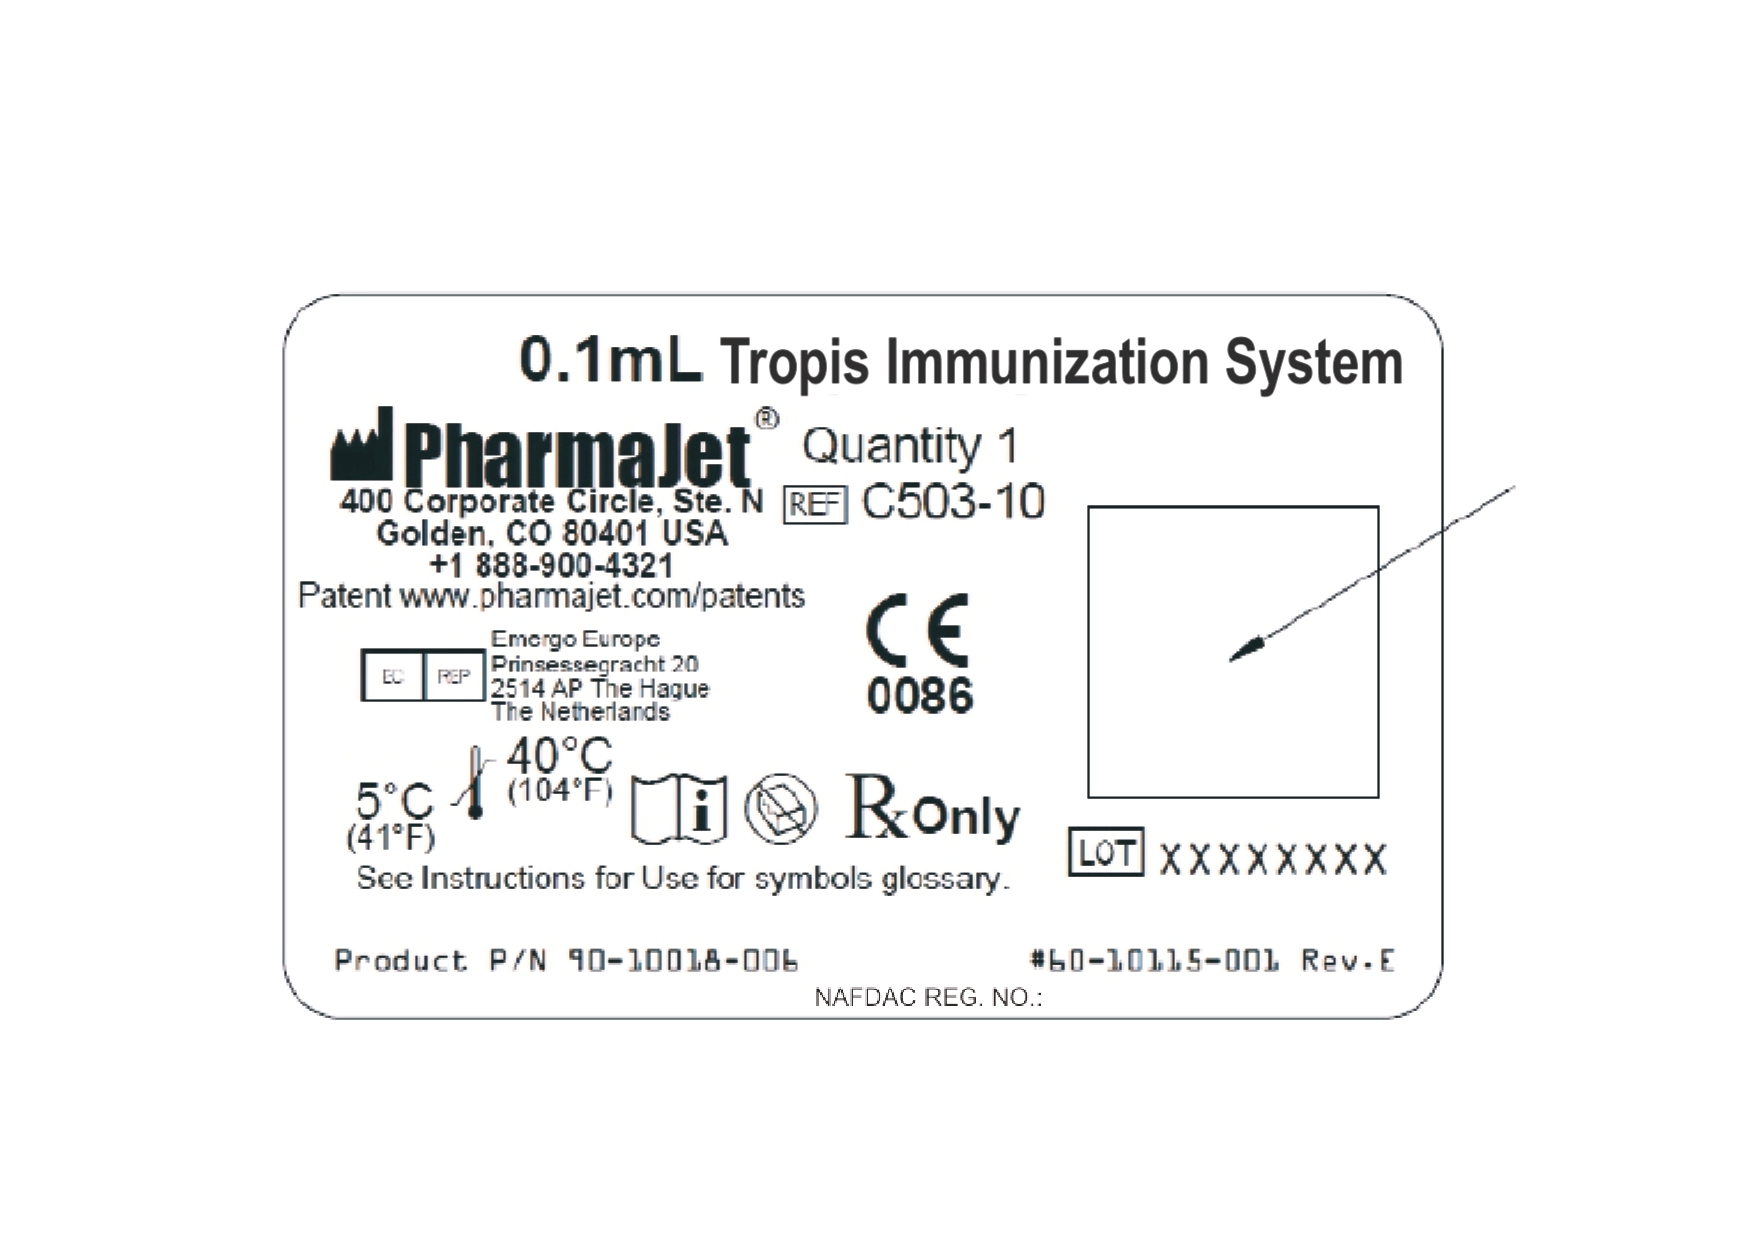 0.1mL Tropis Immunization System
PharmaJet®
Quantity 1
400 Corporate Circle, Ste. N
REF C503-10
Golden, CO 80401 USA
+1 888-900-4321
Patent www.pharmajet.com/patents
EC REP
Emergo Europe
Prinsessegracht 20
2514 AP The Hague
The Netherlands
CE
0086
40°C
(104°F)
5°C
(41°F)
i
Rx Only
LOT XXXXXXXX
See Instructions for Use for symbols glossary.
Product P/N 90-10018-006
#60-10115-001 Rev.E
NAFDAC REG. NO.: